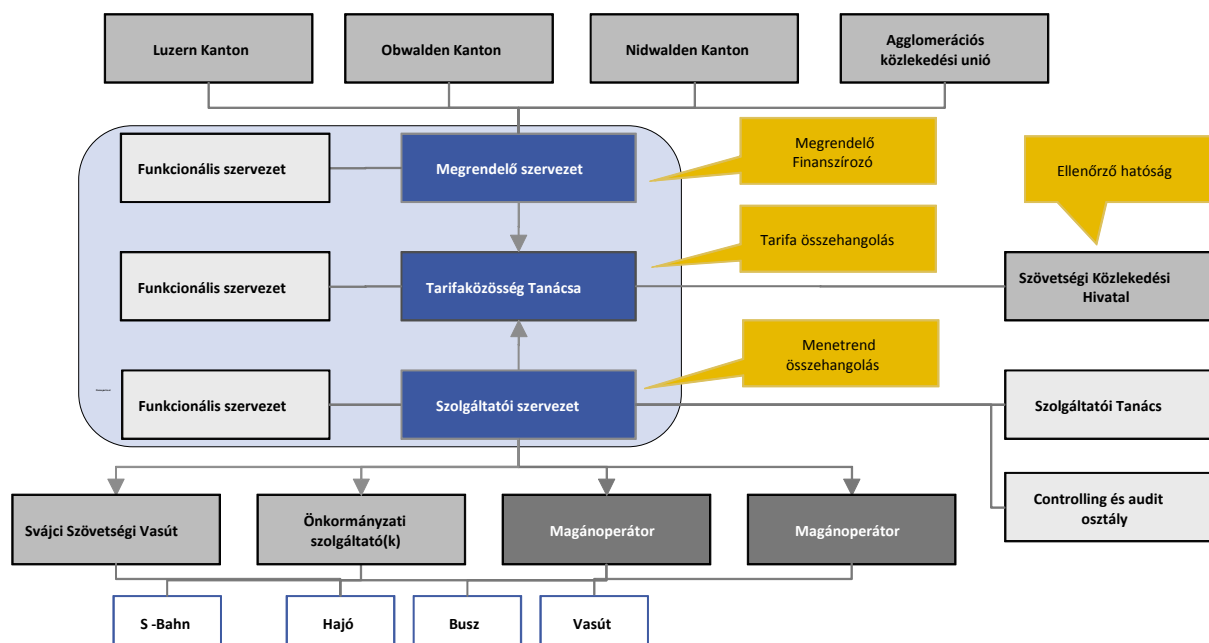 Luzern Kanton
Obwalden Kanton
Nidwalden Kanton
Agglomerációs
közlekedési unió
Funkcionális szervezet
Megrendelő szervezet
Megrendelő
Finanszírozó
Ellenőrző hatóság
Funkcionális szervezet
Tarifaközösség Tanácsa
Tarifa összehangolás
Szövetségi Közlekedési
Hivatal
Funkcionális szervezet
Szolgáltatói szervezet
Menetrend
összehangolás
Szolgáltatói Tanács
Controlling és audit
osztály
Svájci Szövetségi Vasút
Önkormányzati
szolgáltató(k)
Magánoperátor
Magánoperátor
S -Bahn
Hajó
Busz
Vasút